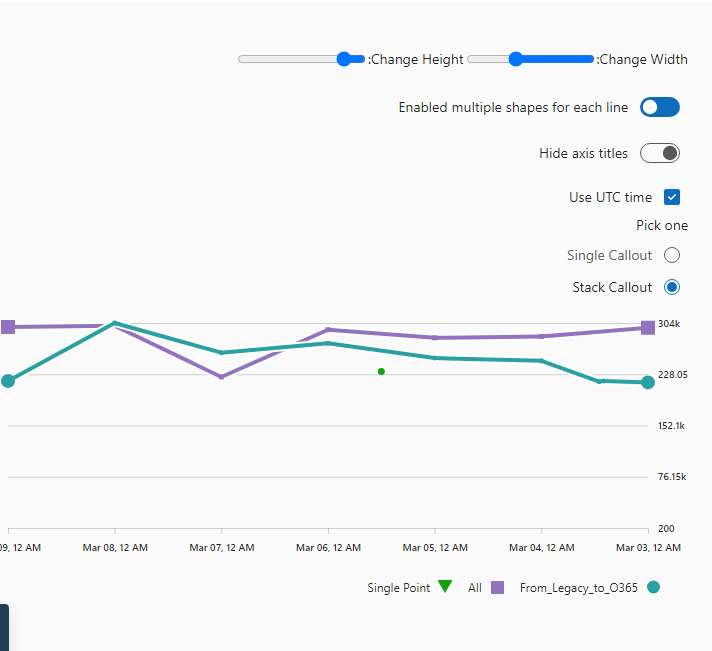 :Change Height :Change Width
Enabled multiple shapes for each line
Hide axis titles
Use UTC time
Pick one
Single Callout
Stack Callout
304k
228.05
152.1k
76.15k
200
09, 12 AM Mar 08, 12 AM Mar 07, 12 AM Mar 06, 12 AM Mar 05, 12 AM Mar 04, 12 AM Mar 03, 12 AM
Single Point All From_Legacy_to_O365